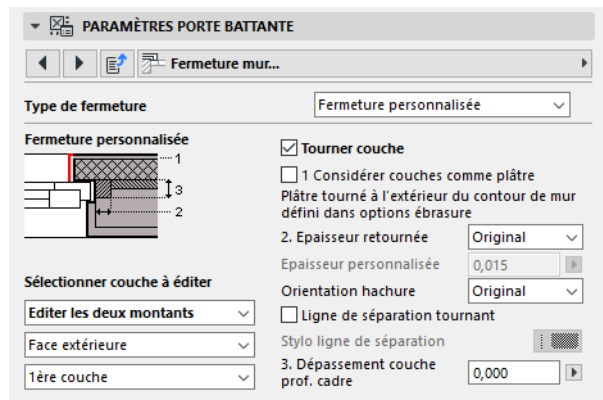 PARAMÈTRES PORTE BATTANTE
Fermeture mur...
Type de fermeture
Fermeture personnalisée
Fermeture personnalisée
1
3
2
Sélectionner couche à éditer
Editer les deux montants
Face extérieure
1ère couche
Tourner couche
1 Considérer couches comme plâtre
Plâtre tourné à l'extérieur du contour de mur
défini dans options ébrasure
2. Epaisseur retournée
Original
Epaisseur personnalisée
0,015
Orientation hachure
Original
Ligne de séparation tournant
Stylo ligne de séparation
3. Dépassement couche
prof. cadre
0,000